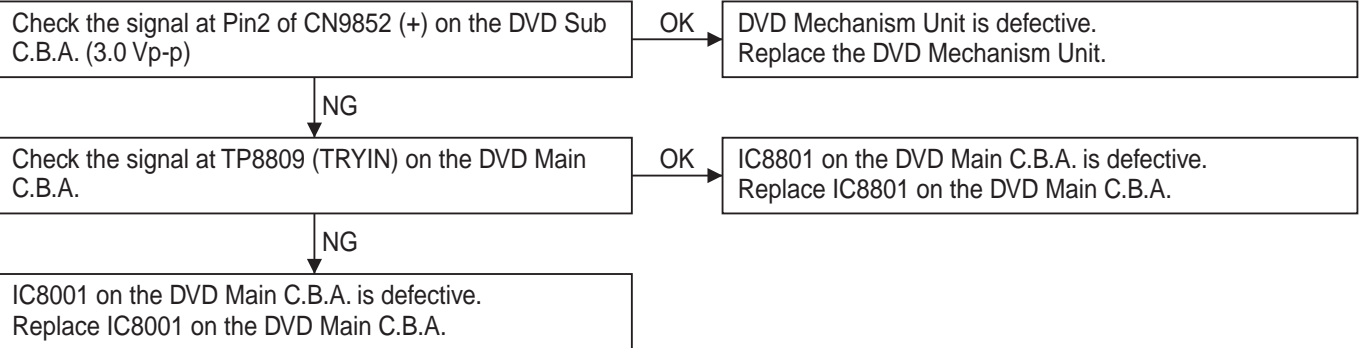 Check the signal at Pin2 of CN9852 (+) on the DVD Sub
C.B.A. (3.0 Vp-p)
OK
DVD Mechanism Unit is defective.
Replace the DVD Mechanism Unit.
NG
Check the signal at TP8809 (TRYIN) on the DVD Main
C.B.A.
OK
IC8801 on the DVD Main C.B.A. is defective.
Replace IC8801 on the DVD Main C.B.A.
NG
IC8001 on the DVD Main C.B.A. is defective.
Replace IC8001 on the DVD Main C.B.A.